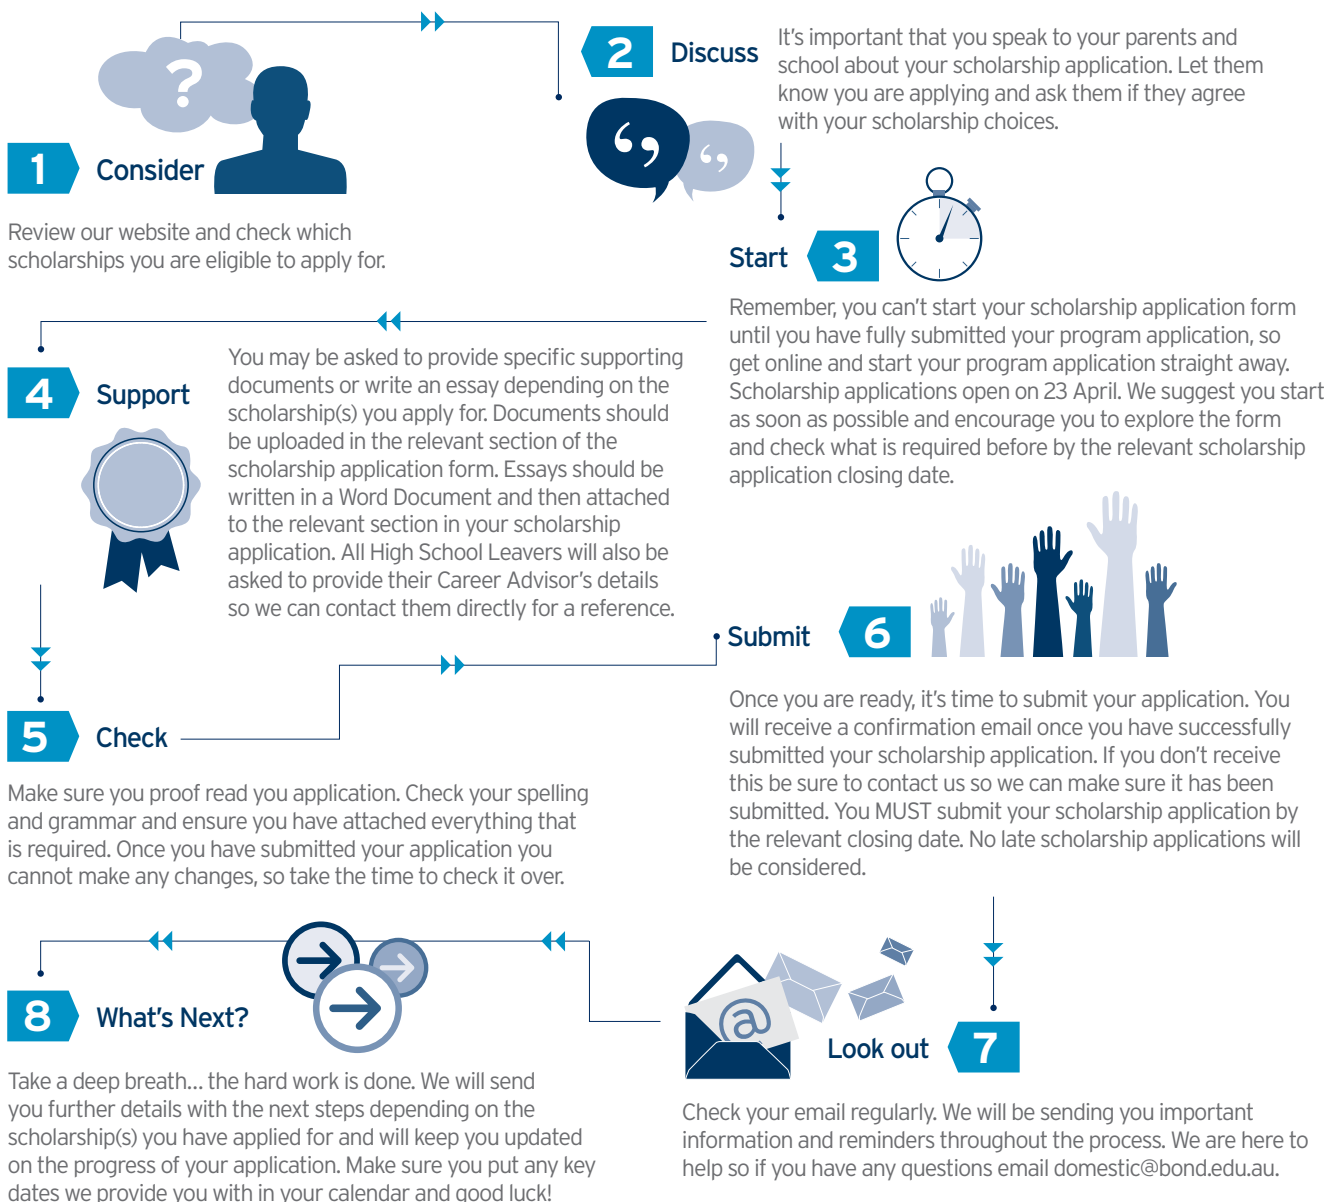 ?
1 Consider
Review our website and check which
scholarships you are eligible to apply for.
2 Discuss
It's important that you speak to your parents and
school about your scholarship application. Let them
know you are applying and ask them if they agree
with your scholarship choices.
Start 3
Remember, you can't start your scholarship application form
until you have fully submitted your program application, so
get online and start your program application straight away.
Scholarship applications open on 23 April. We suggest you start
as soon as possible and encourage you to explore the form
and check what is required before by the relevant scholarship
application closing date.
4 Support
You may be asked to provide specific supporting
documents or write an essay depending on the
scholarship(s) you apply for. Documents should
be uploaded in the relevant section of the
scholarship application form. Essays should be
written in a Word Document and then attached
to the relevant section in your scholarship
application. All High School Leavers will also be
asked to provide their Career Advisor's details
so we can contact them directly for a reference.
5 Check
Make sure you proof read you application. Check your spelling
and grammar and ensure you have attached everything that
is required. Once you have submitted your application you
cannot make any changes, so take the time to check it over.
Submit 6
Once you are ready, it's time to submit your application. You
will receive a confirmation email once you have successfully
submitted your scholarship application. If you don't receive
this be sure to contact us so we can make sure it has been
submitted. You MUST submit your scholarship application by
the relevant closing date. No late scholarship applications will
be considered.
@
Look out 7
Check your email regularly. We will be sending you important
information and reminders throughout the process. We are here to
help so if you have any questions email domestic@bond.edu.au.
8 What's Next?
Take a deep breath... the hard work is done. We will send
you further details with the next steps depending on the
scholarship(s) you have applied for and will keep you updated
on the progress of your application. Make sure you put any key
dates we provide you with in your calendar and good luck!